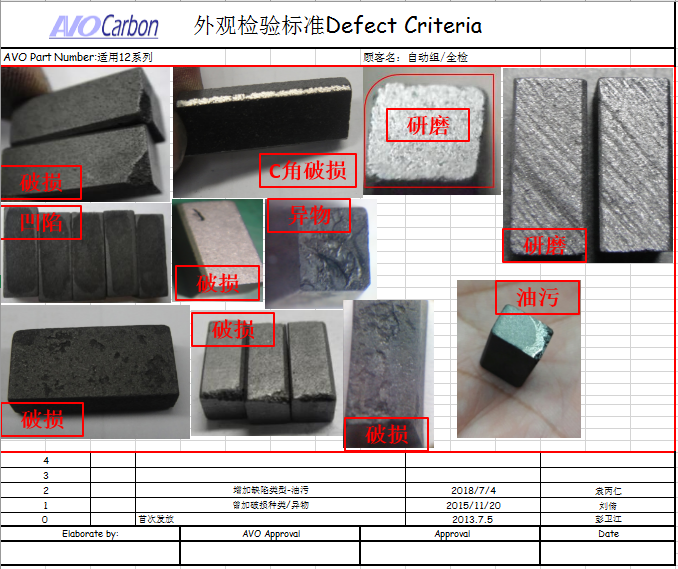 AVO Carbon
外观检验标准Defect Criteria
AVO Part Number:适用12系列
顾客名：自动组/全检
破损
C角破损
研磨
研磨
凹陷
破损
异物
破损
破损
破损
油污
4
3
2 增加缺陷类型-油污 2018/7/4 袁丙仁
1 曾加破损种类/异物 2015/11/20 刘倚
0 首次发放 2013.7.5 彭卫江
Elaborate by: AVO Approval Approval Date